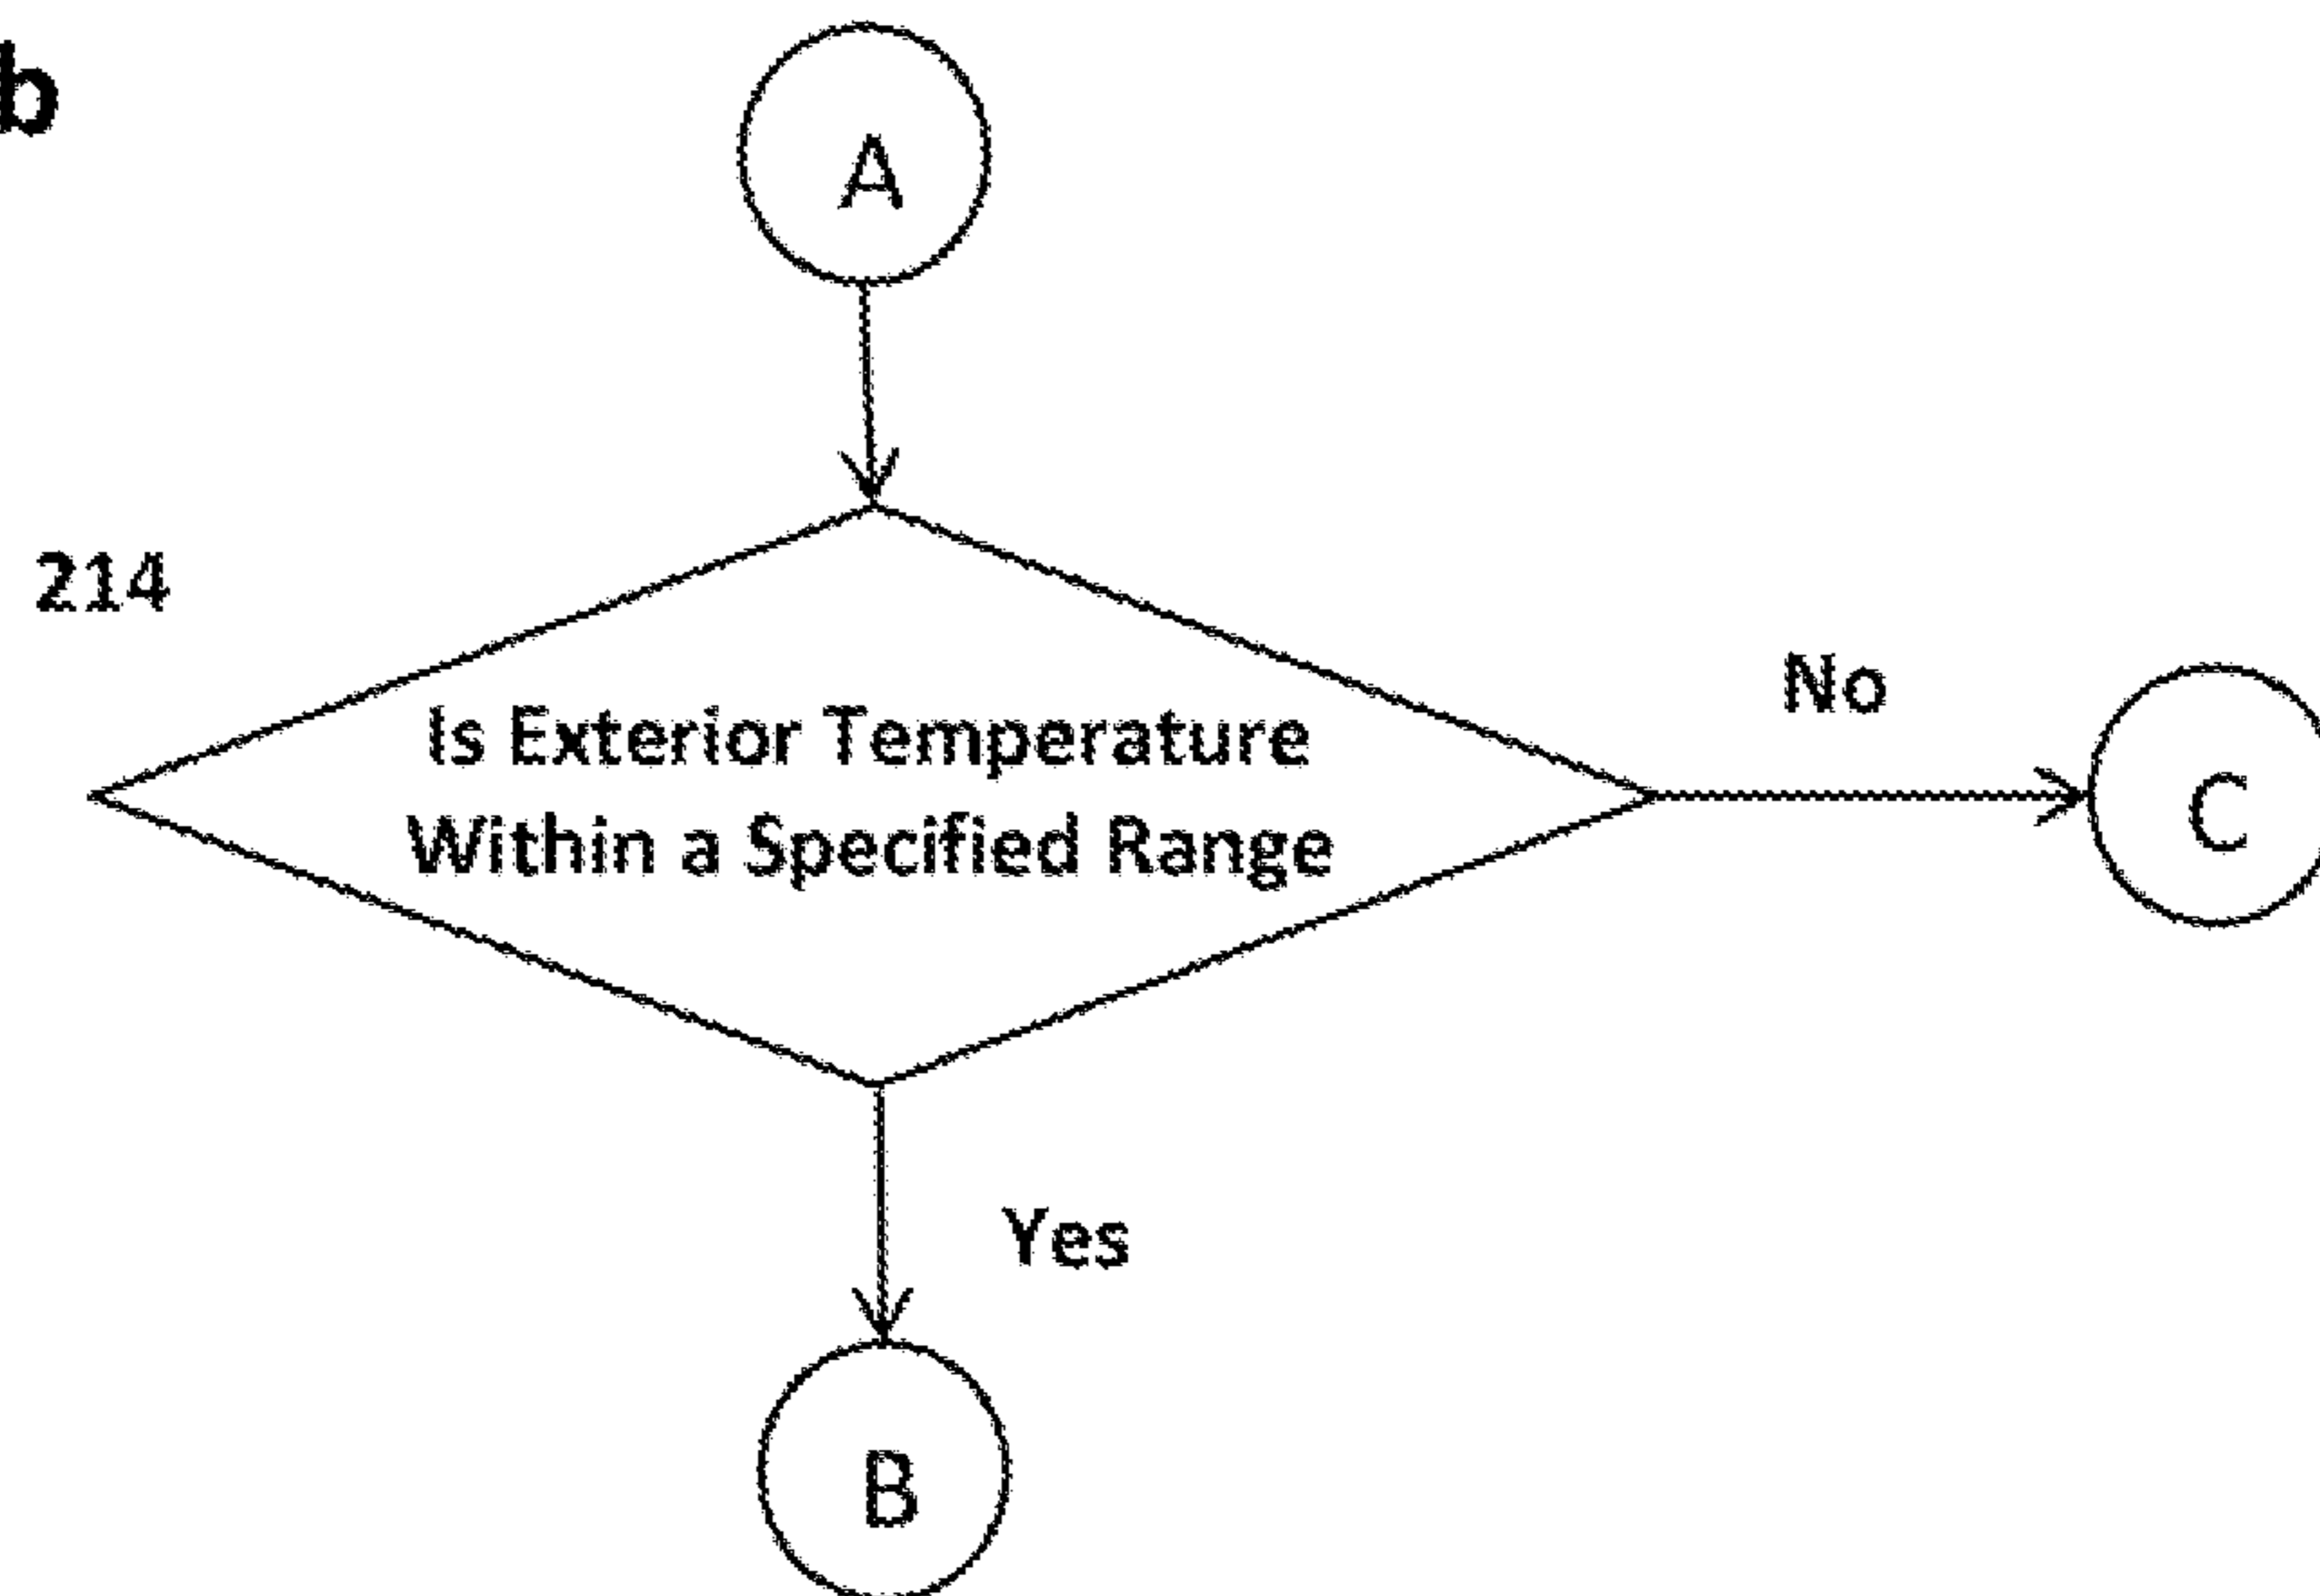 b
A
214
No
Is Exterior Temperature
Within a Specified Range
C
Yes
B